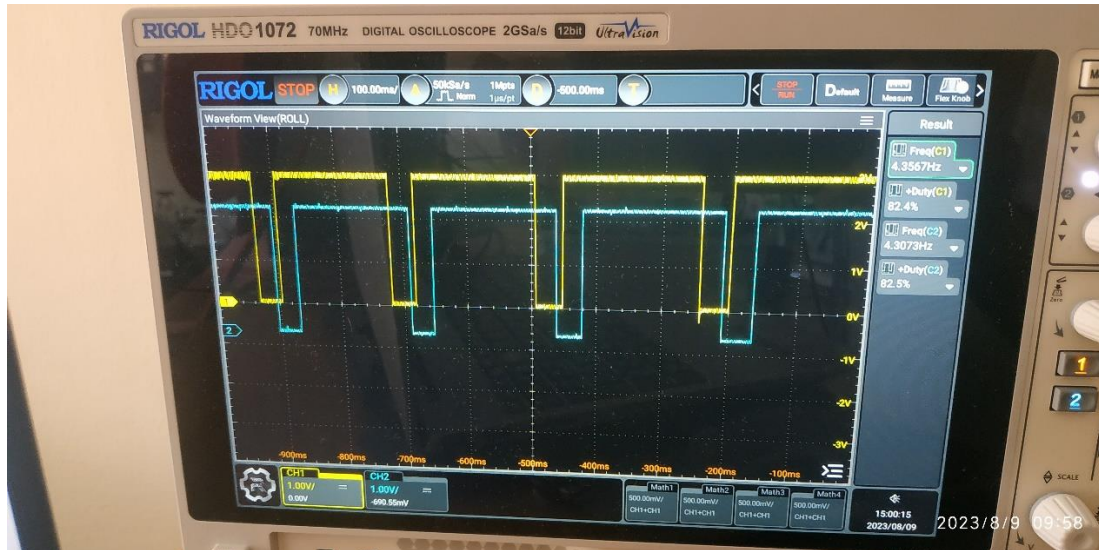 RIGOL HDO1072 70MHz DIGITAL OSCILLOSCOPE 2GSa/s 12bit UltraVision
RIGOL STOP H 100.00ms/ A 50kSa/s Norm 1Mpts 1µs/pt D -500.00ms T STOP RUN Default Measure Flex Knob
Waveform View(ROLL)
Result
Freq(C1)
4.3567Hz
+Duty(C1)
82.4%
Freq(C2)
4.3073Hz
+Duty(C2)
82.5%
3V
2V
1V
0V
-1V
-2V
-3V
1
2
-900ms -800ms -700ms -600ms -500ms -400ms -300ms -200ms -100ms
CH1
1.00V/
0.00V
CH2
1.00V/
-690.55mV
Math1
500.00mV/
CH1+CH1
Math2
500.00mV/
CH1+CH1
Math3
500.00mV/
CH1+CH1
Math4
500.00mV/
CH1+CH1
15:00:15
2023/08/09
Zero
1
2
SCALE
2023/8/9 09:58